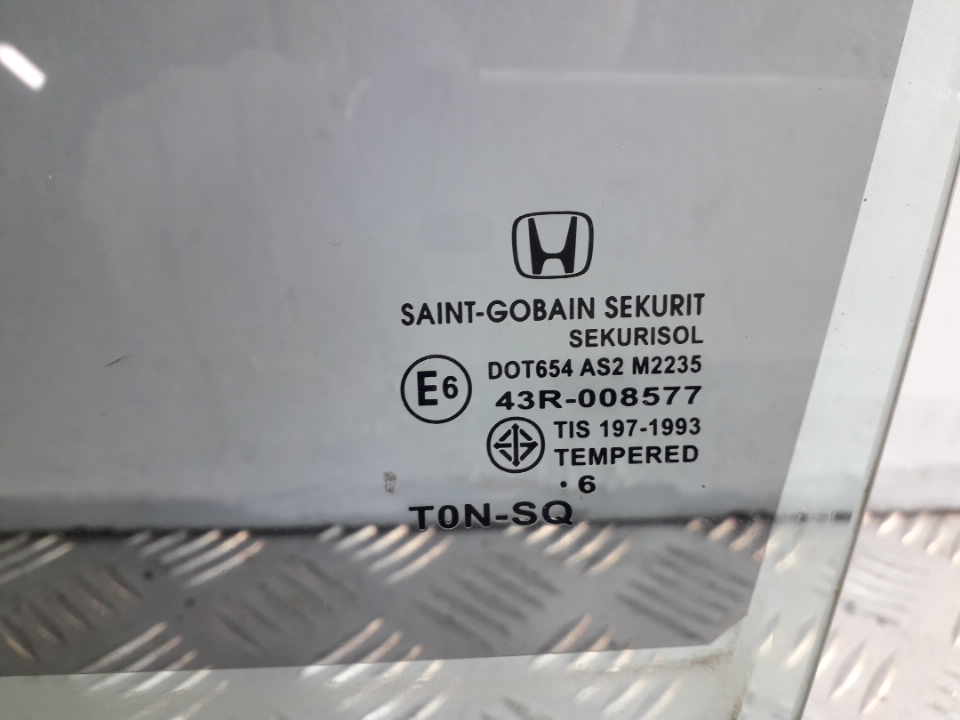 SAINT-GOBAIN SEKURIT
SEKURISOL
DOT654 AS2 M2235
E6 43R-008577
TIS 197-1993
TEMPERED
· 6
T0N-SQ